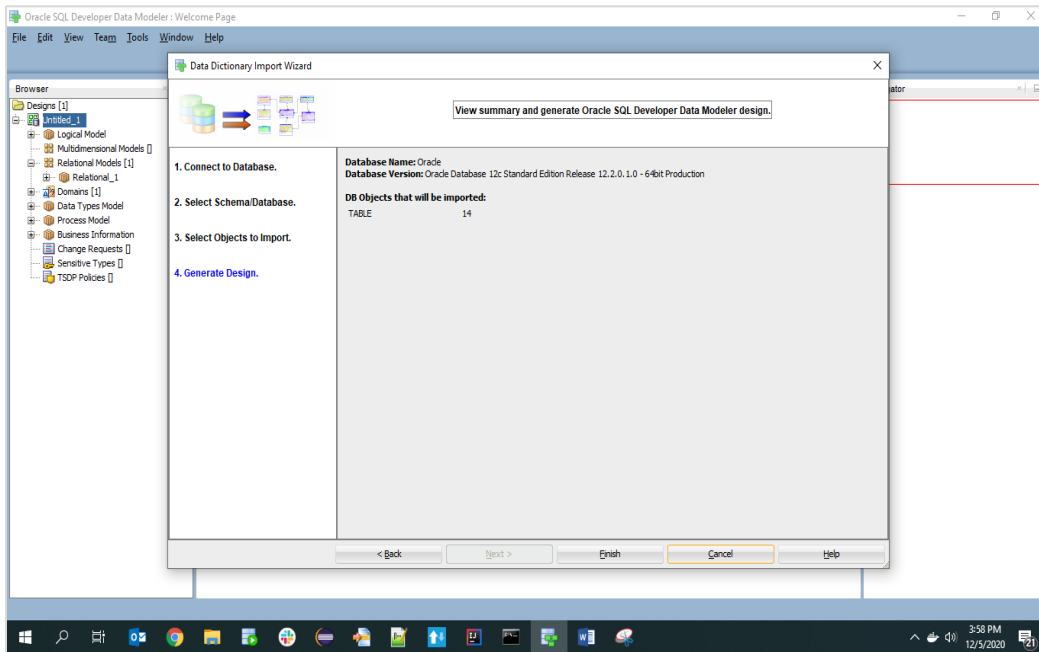 Oracle SQL Developer Data Modeler : Welcome Page
File Edit View Team Tools Window Help
Data Dictionary Import Wizard
View summary and generate Oracle SQL Developer Data Modeler design.
Browser
Designs [1]
Untitled_1
Logical Model
Multidimensional Models []
Relational Models [1]
Relational_1
Domains [1]
Data Types Model
Process Model
Business Information
Change Requests []
Sensitive Types []
TSDP Policies []
1. Connect to Database.
2. Select Schema/Database.
3. Select Objects to Import.
4. Generate Design.
Database Name: Oracle
Database Version: Oracle Database 12c Standard Edition Release 12.2.0.1.0 - 64bit Production
DB Objects that will be imported:
TABLE 14
< Back Next > Finish Cancel Help
ator
3:58 PM
12/5/2020
21